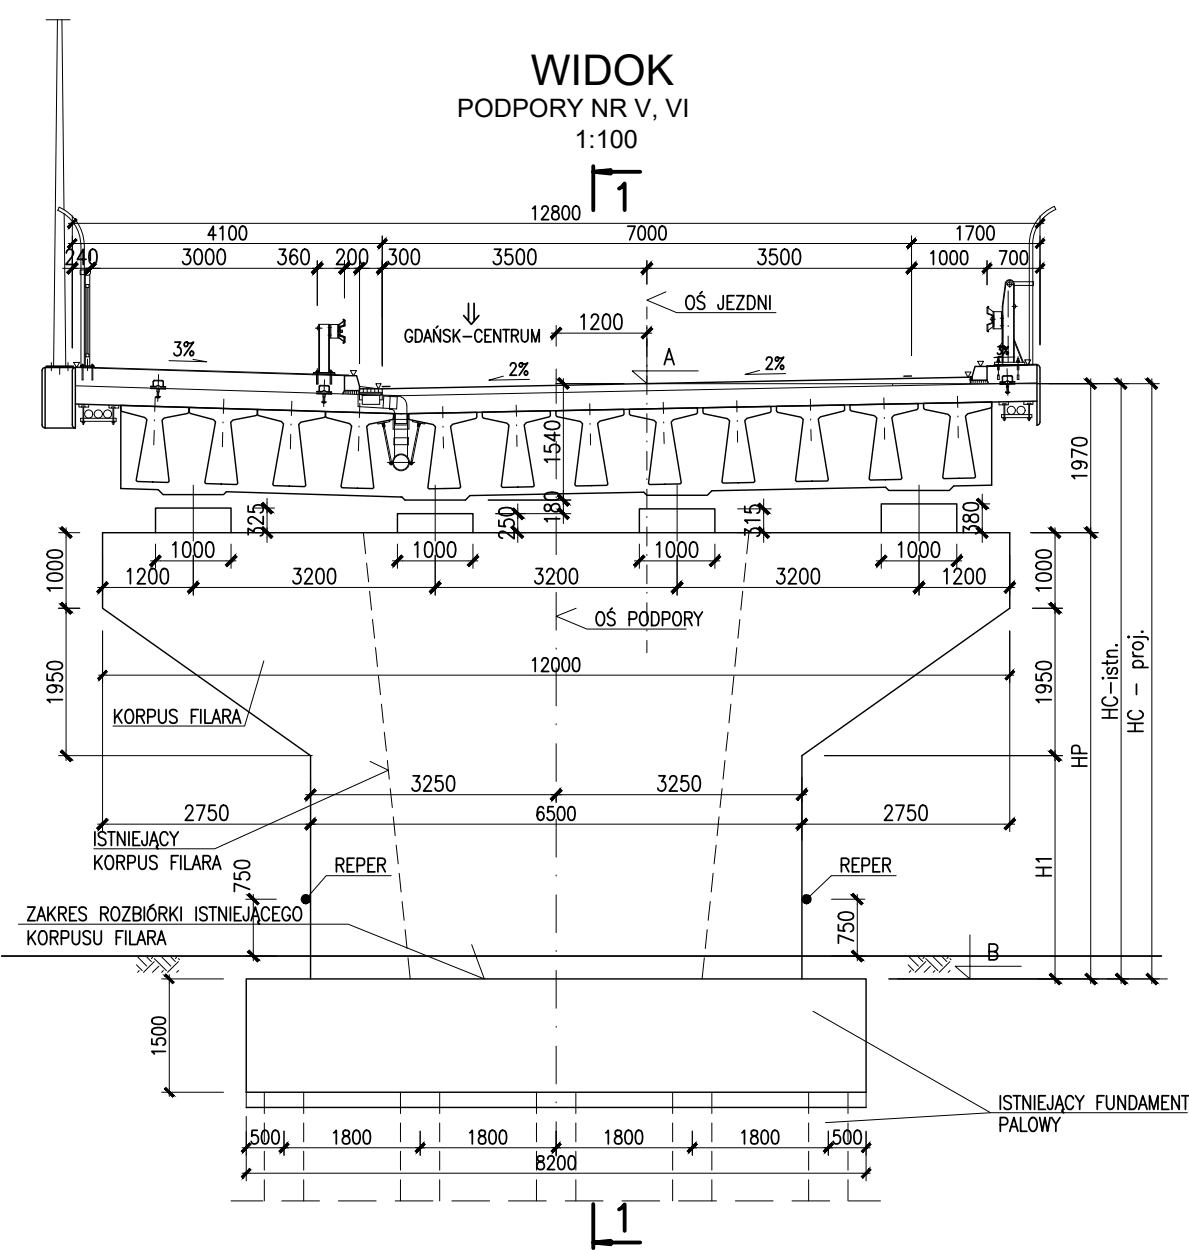 WIDOK
PODPORY NR V, VI
1:100
1
12800
4100 7000 1700
240 3000 360 200 300 3500 3500 1000 700
OŚ JEZDNI
GDAŃSK-CENTRUM
1200
3% 2% A 2% 3%
1540
1970
325 250 180 315 380
1000 1000 1000 1000 1000 1000
1200 3200 3200 3200 1200
OŚ PODPORY
12000
1950 1950
KORPUS FILARA
HP
HC-istn.
HC - proj.
3250 3250
2750 6500 2750
ISTNIEJĄCY
KORPUS FILARA
H1
REPER REPER
750 750
ZAKRES ROZBIÓRKI ISTNIEJĄCEGO
KORPUSU FILARA
B
1500
ISTNIEJĄCY FUNDAMENT
PALOWY
500 1800 1800 1800 1800 500
8200
1